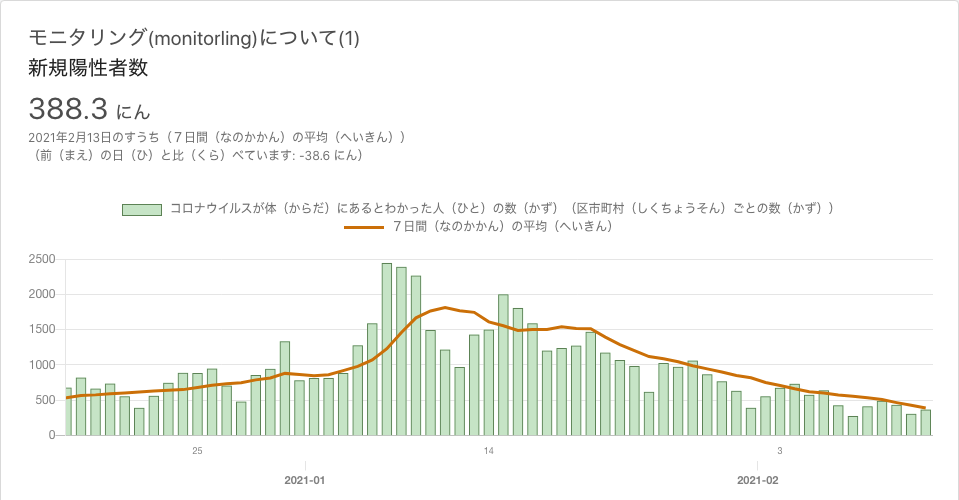 モニタリング(monitorling)について(1)
新規陽性者数
388.3 にん
2021年2月13日のすうち（７日間（なのかかん）の平均（へいきん））
（前（まえ）の日（ひ）と比（くら）べています: -38.6 にん）
コロナウイルスが体（からだ）にあるとわかった人（ひと）の数（かず）（区市町村（しくちょうそん）ごとの数（かず））
７日間（なのかかん）の平均（へいきん）
2500
2000
1500
1000
500
0
25 14 3
2021-01 2021-02